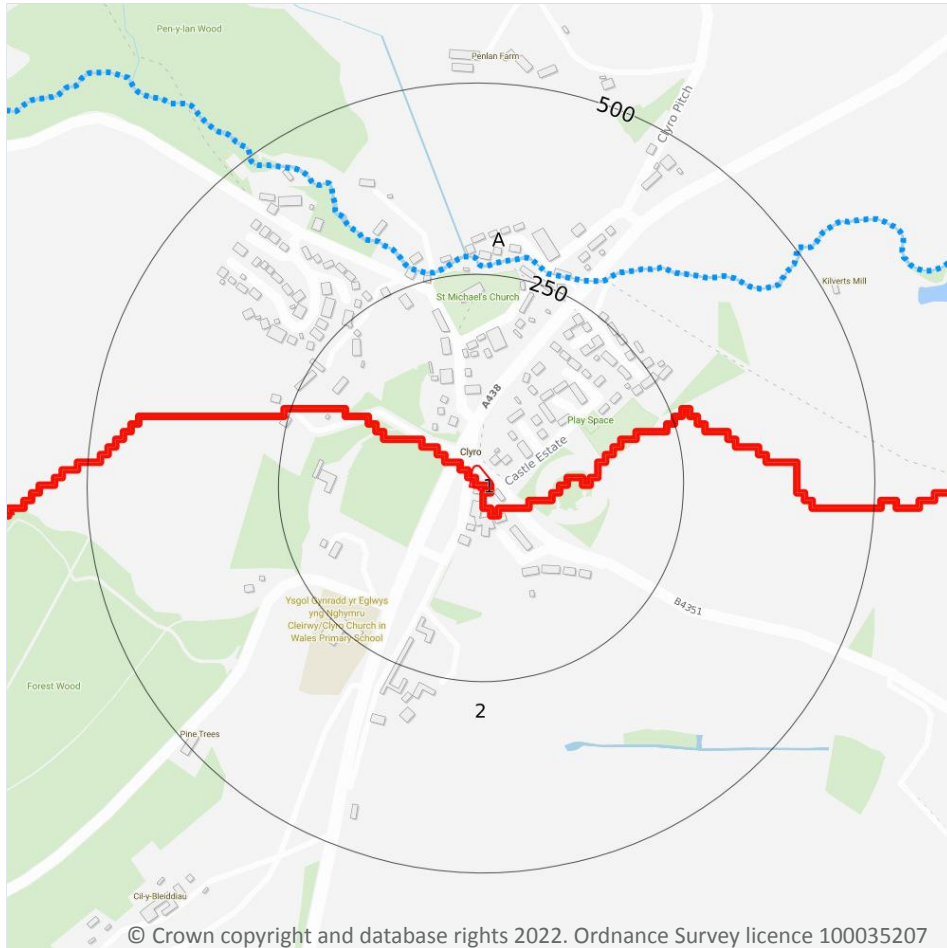 Pen-y-lan Wood
Penlan Farm
500
Clyro Pitch
A
Kilverts Mill
250
St Michael's Church
A438
Play Space
Clyro
Castle Estate
1
B4351
Ysgol Gynradd yr Eglwys
yng Nghymru
Cleirwy/Clyro Church in
Wales Primary School
Forest Wood
2
Pine Trees
Cil-y-Bleiddiau
© Crown copyright and database rights 2022. Ordnance Survey licence 100035207